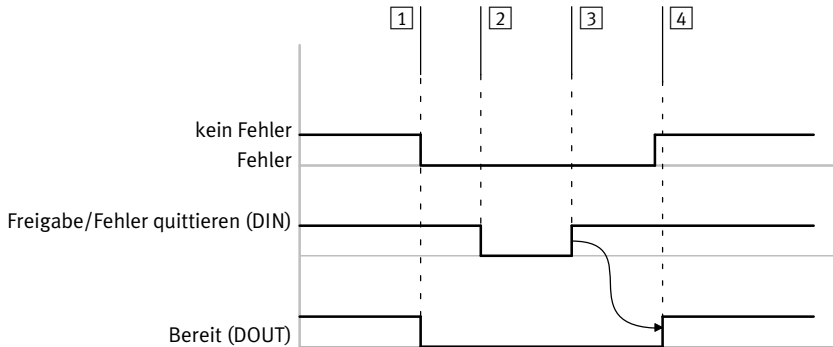 1 2 3 4
kein Fehler
Fehler
Freigabe/Fehler quittieren (DIN)
Bereit (DOUT)